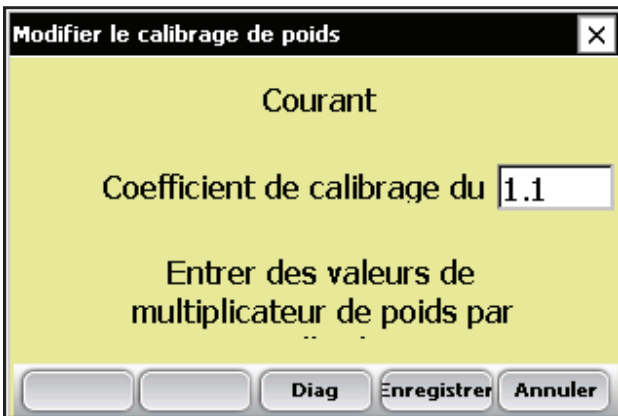 Modifier le calibrage de poids
Courant
Coefficient de calibrage du 1.1
Entrer des valeurs de
multiplicateur de poids par
Diag Enregistrer Annuler